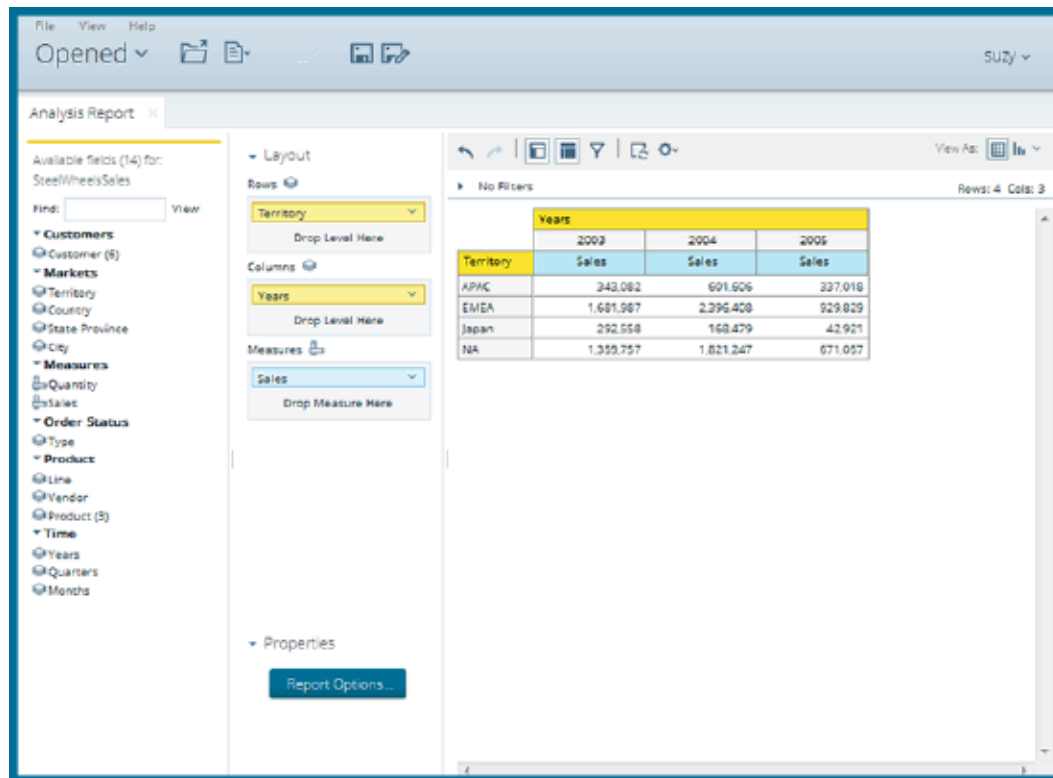 File View Help
Opened
suzy
Analysis Report
Available fields (14) for:
SteelWheelsSales
Find:
View
Customers
Customer (6)
Markets
Territory
Country
State Province
City
Measures
Quantity
Sales
Order Status
Type
Product
Line
Vendor
Product (3)
Time
Years
Quarters
Months
Layout
Rows
Territory
Drop Level Here
Columns
Years
Drop Level Here
Measures
Sales
Drop Measure Here
Properties
Report Options...
View As:
No Filters
Rows: 4 Cols: 3
Years
2003 2004 2005
Territory Sales Sales Sales
APAC 343,082 601,606 337,018
EMEA 1,681,987 2,396,408 929,829
Japan 292,558 168,479 42,921
NA 1,359,757 1,821,247 671,057